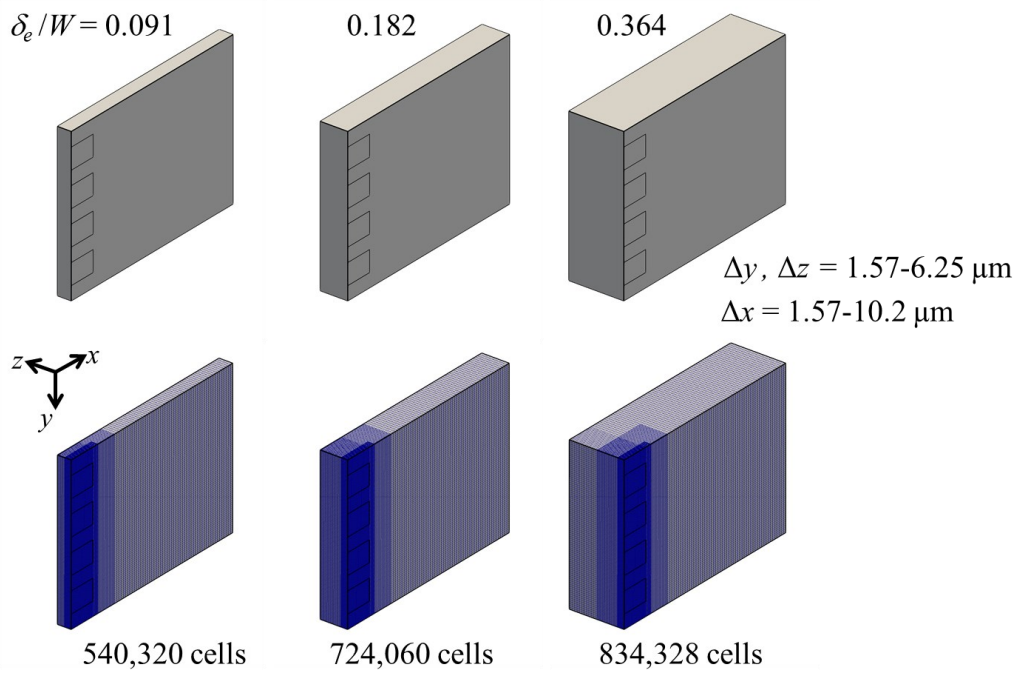 δe/W = 0.091
0.182
0.364
Δy, Δz = 1.57-6.25 μm
Δx = 1.57-10.2 μm
z
x
y
540,320 cells
724,060 cells
834,328 cells